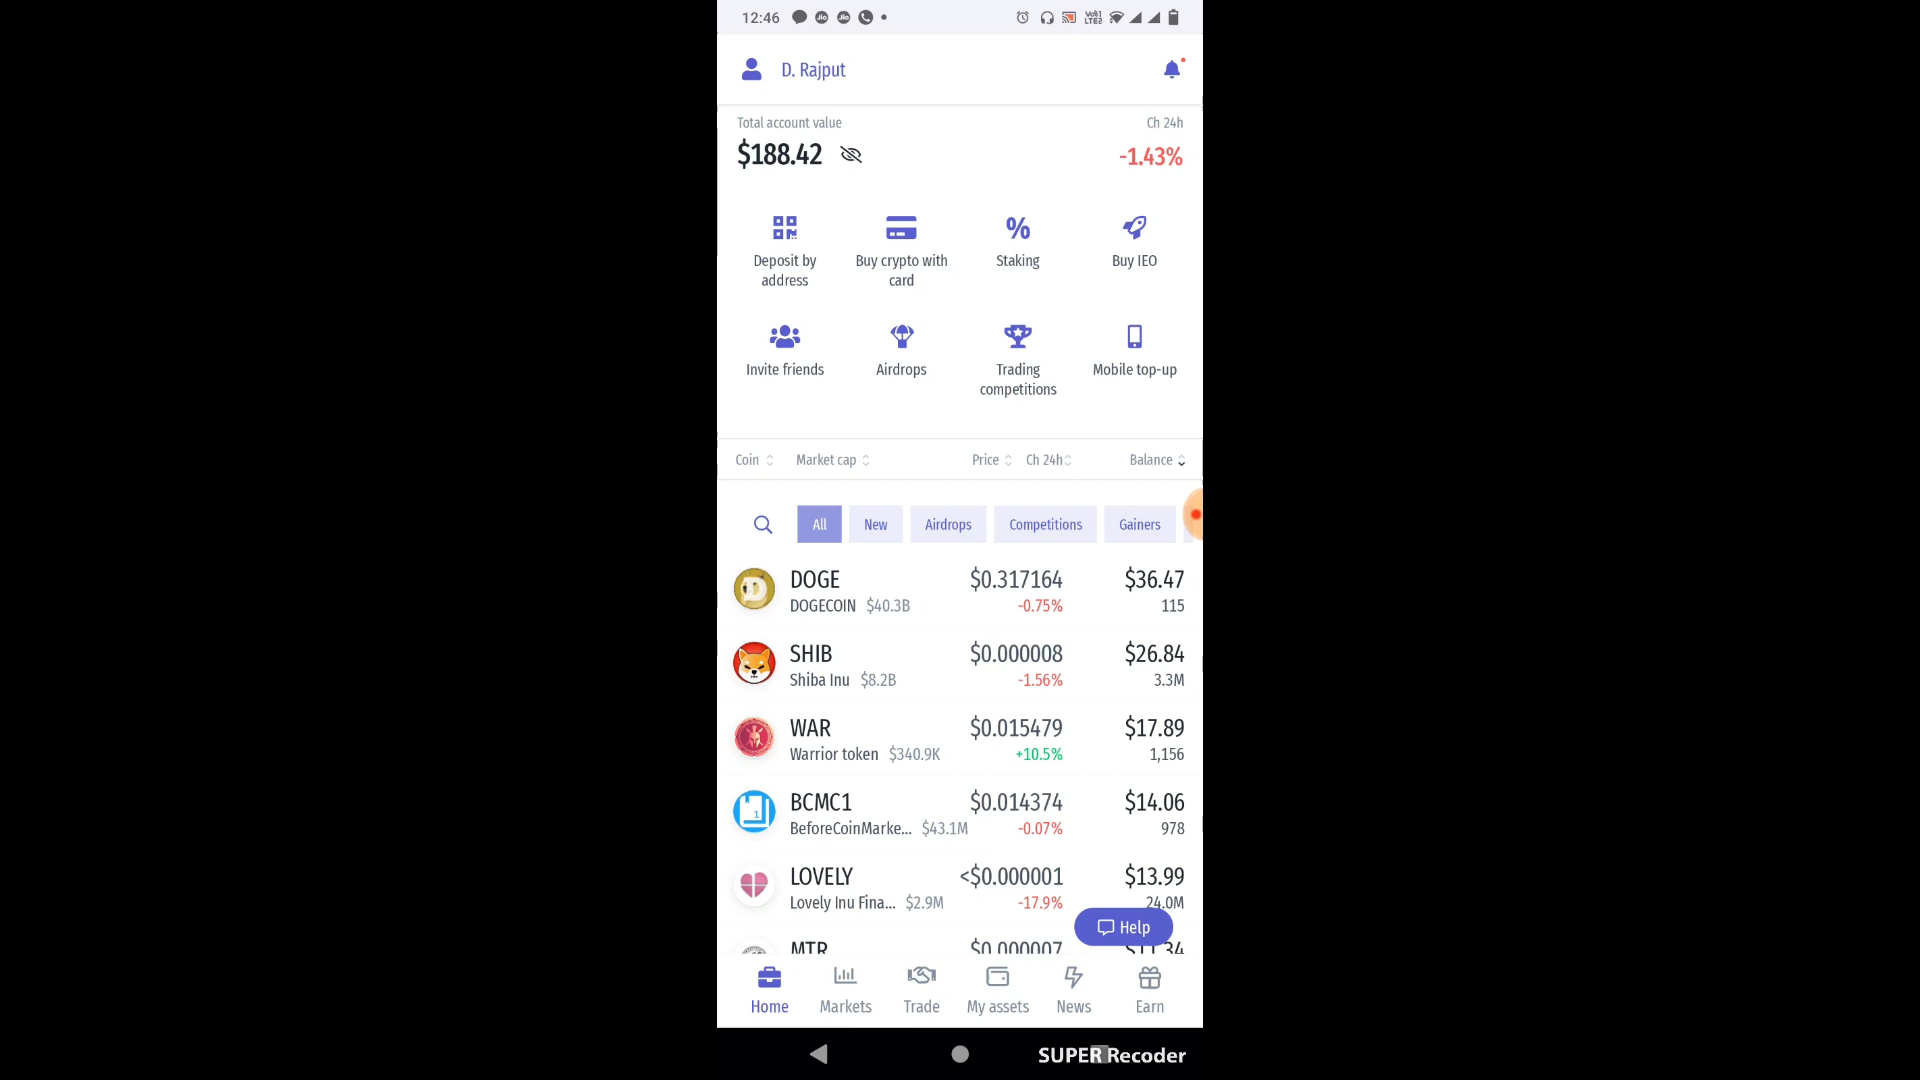 12:46
D. Rajput
Total account value
Ch 24h
$188.42
-1.43%
Deposit by address
Buy crypto with card
Staking
Buy IEO
Invite friends
Airdrops
Trading competitions
Mobile top-up
Coin Market cap Price Ch 24h Balance
All New Airdrops Competitions Gainers
DOGE $0.317164 $36.47
DOGECOIN $40.3B -0.75% 115
SHIB $0.000008 $26.84
Shiba Inu $8.2B -1.56% 3.3M
WAR $0.015479 $17.89
Warrior token $340.9K +10.5% 1,156
BCMC1 $0.014374 $14.06
BeforeCoinMarke... $43.1M -0.07% 978
LOVELY <$0.000001 $13.99
Lovely Inu Fina... $2.9M -17.9% 24.0M
Help
MTR $0.000007 $11.34
Home Markets Trade My assets News Earn
SUPER Recoder